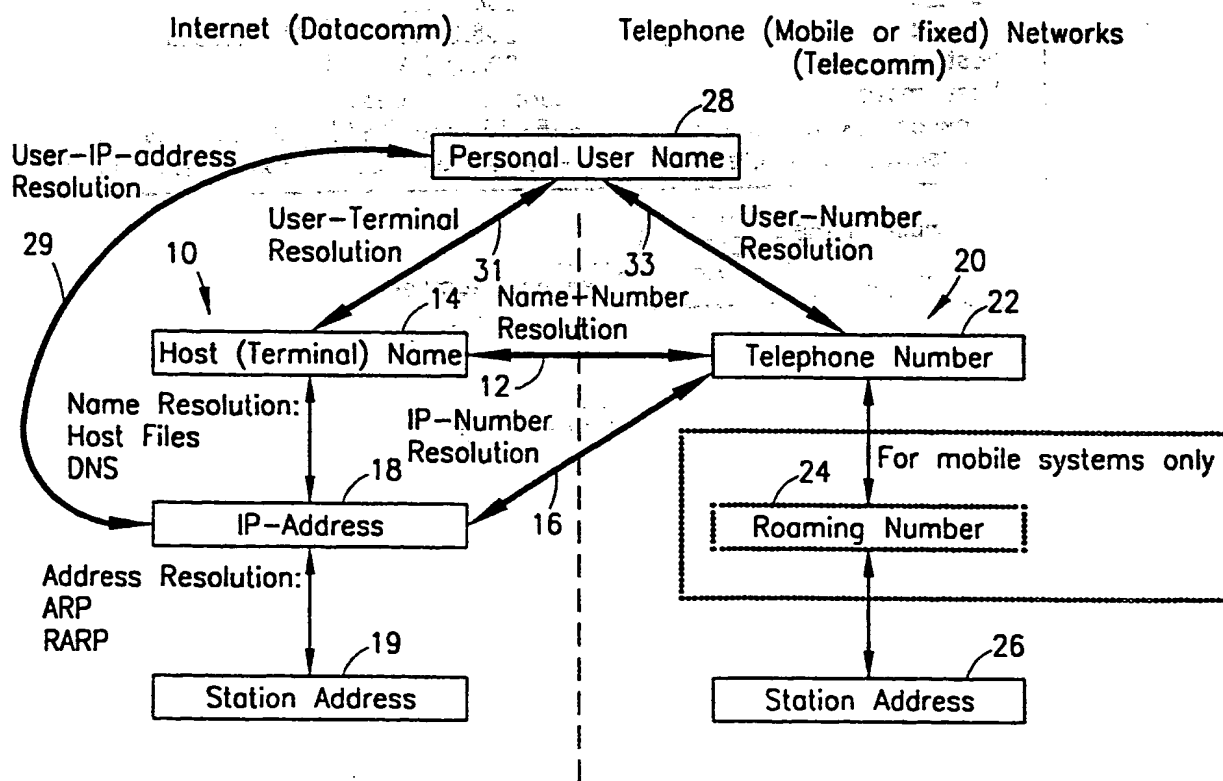 Internet (Datacomm)
Telephone (Mobile or fixed) Networks
(Telecomm)
28
Personal User Name
User-IP-address
Resolution
29
User-Terminal
Resolution
31
User-Number
Resolution
33
10
20
14
Host (Terminal) Name
Name-Number
Resolution
12
22
Telephone Number
Name Resolution:
Host Files
DNS
IP-Number
Resolution
16
For mobile systems only
18
IP-Address
24
Roaming Number
Address Resolution:
ARP
RARP
19
Station Address
26
Station Address